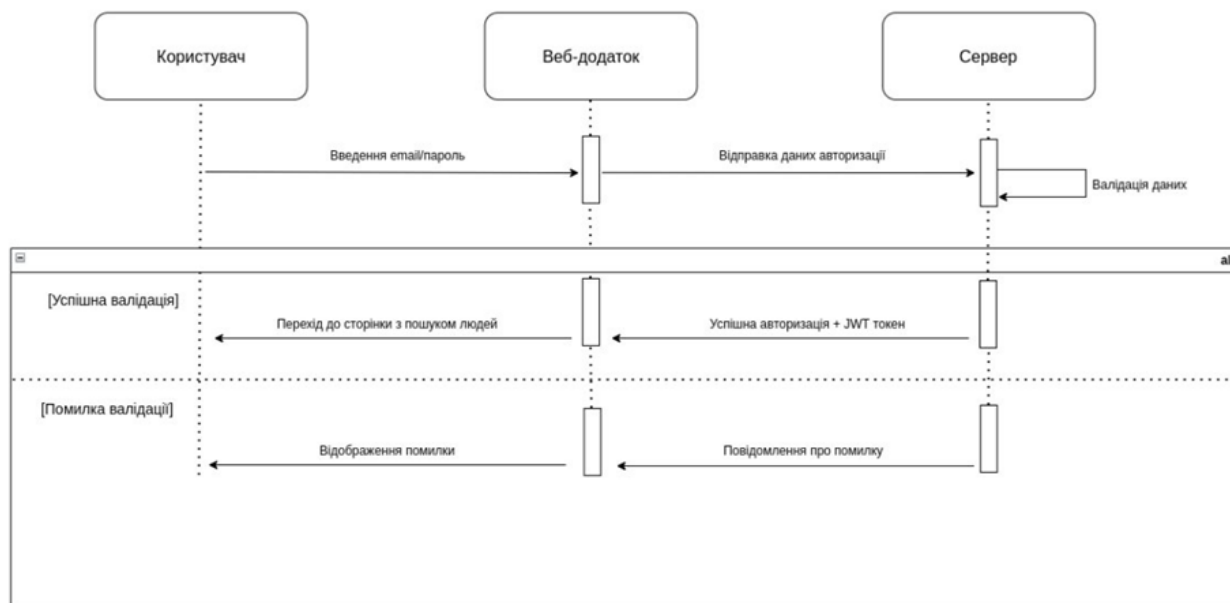 Користувач
Веб-додаток
Сервер
Введення email/пароль
Відправка даних авторизації
Валідація даних
[Успішна валідація]
Перехід до сторінки з пошуком людей
Успішна авторизація + JWT токен
[Помилка валідації]
Відображення помилки
Повідомлення про помилку